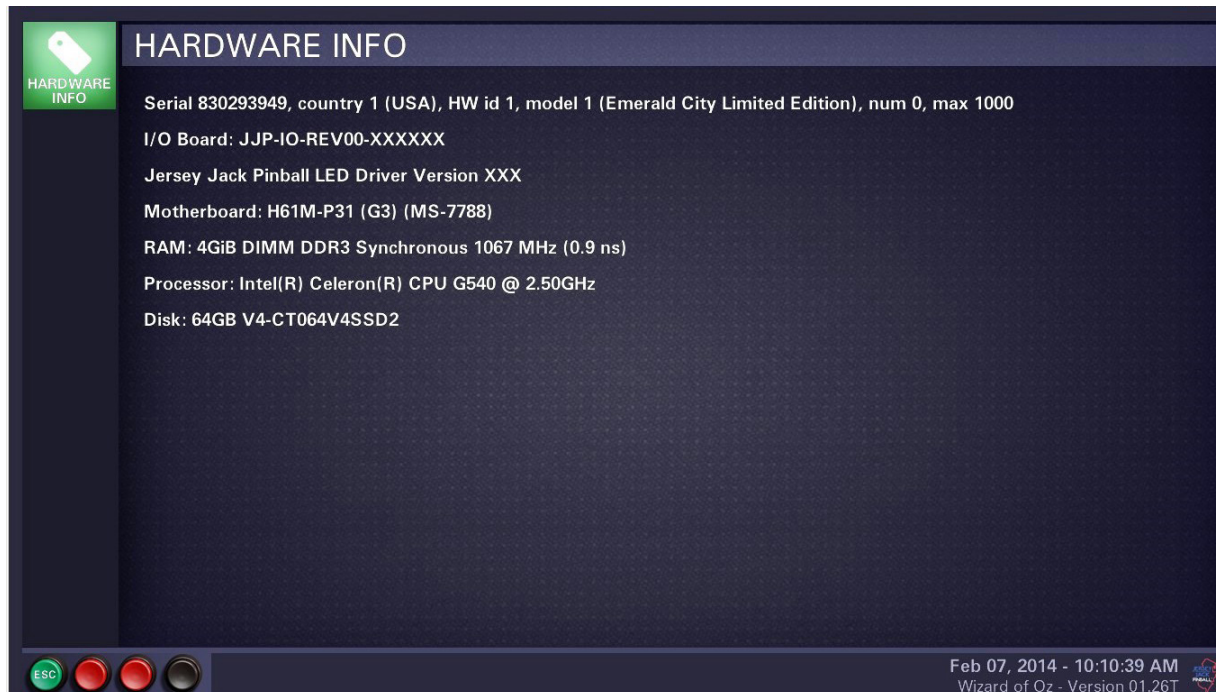 HARDWARE INFO
HARDWARE
INFO
Serial 830293949, country 1 (USA), HW id 1, model 1 (Emerald City Limited Edition), num 0, max 1000
I/O Board: JJP-IO-REV00-XXXXXX
Jersey Jack Pinball LED Driver Version XXX
Motherboard: H61M-P31 (G3) (MS-7788)
RAM: 4GiB DIMM DDR3 Synchronous 1067 MHz (0.9 ns)
Processor: Intel(R) Celeron(R) CPU G540 @ 2.50GHz
Disk: 64GB V4-CT064V4SSD2
ESC
Feb 07, 2014 - 10:10:39 AM
Wizard of Oz - Version 01.26T
JERSEY
JACK
PINBALL